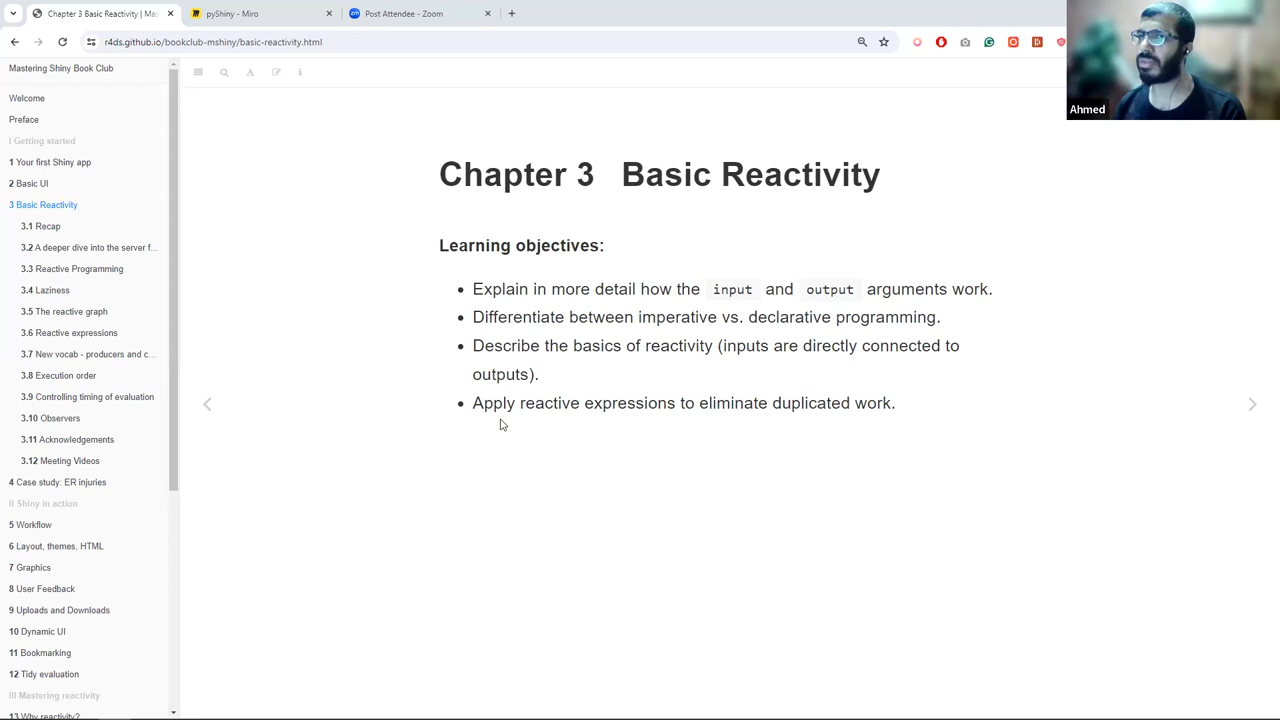 Chapter 3 Basic Reactivity | Mas
pyShiny - Miro
zm Post Attendee - Zoom
r4ds.github.io/bookclub-mshiny/basic-reactivity.html
Ahmed
Mastering Shiny Book Club
Welcome
Preface
I Getting started
1 Your first Shiny app
2 Basic UI
3 Basic Reactivity
3.1 Recap
3.2 A deeper dive into the server f…
3.3 Reactive Programming
3.4 Laziness
3.5 The reactive graph
3.6 Reactive expressions
3.7 New vocab - producers and c…
3.8 Execution order
3.9 Controlling timing of evaluation
3.10 Observers
3.11 Acknowledgements
3.12 Meeting Videos
4 Case study: ER injuries
II Shiny in action
5 Workflow
6 Layout, themes, HTML
7 Graphics
8 User Feedback
9 Uploads and Downloads
10 Dynamic UI
11 Bookmarking
12 Tidy evaluation
III Mastering reactivity
13 Why reactivity?
A
i
Chapter 3 Basic Reactivity
Learning objectives:
• Explain in more detail how the input and output arguments work.
• Differentiate between imperative vs. declarative programming.
• Describe the basics of reactivity (inputs are directly connected to
outputs).
• Apply reactive expressions to eliminate duplicated work.